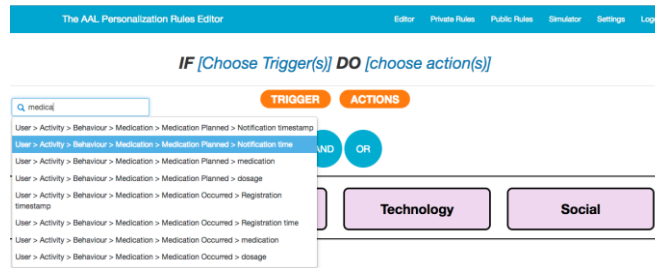 The AAL Personalization Rules Editor
Editor Private Rules Public Rules Simulator Settings
IF [Choose Trigger(s)] DO [choose action(s)]
TRIGGER ACTIONS
medica
User > Activity > Behaviour > Medication > Medication Planned > Notification timestamp
User > Activity > Behaviour > Medication > Medication Planned > Notification time
OR
User > Activity > Behaviour > Medication > Medication Planned > medication
User > Activity > Behaviour > Medication > Medication Planned > dosage
User > Activity > Behaviour > Medication > Medication Occurred > Registration
timestamp
Technology Social
User > Activity > Behaviour > Medication > Medication Occurred > Registration time
User > Activity > Behaviour > Medication > Medication Occurred > medication
User > Activity > Behaviour > Medication > Medication Occurred > dosage